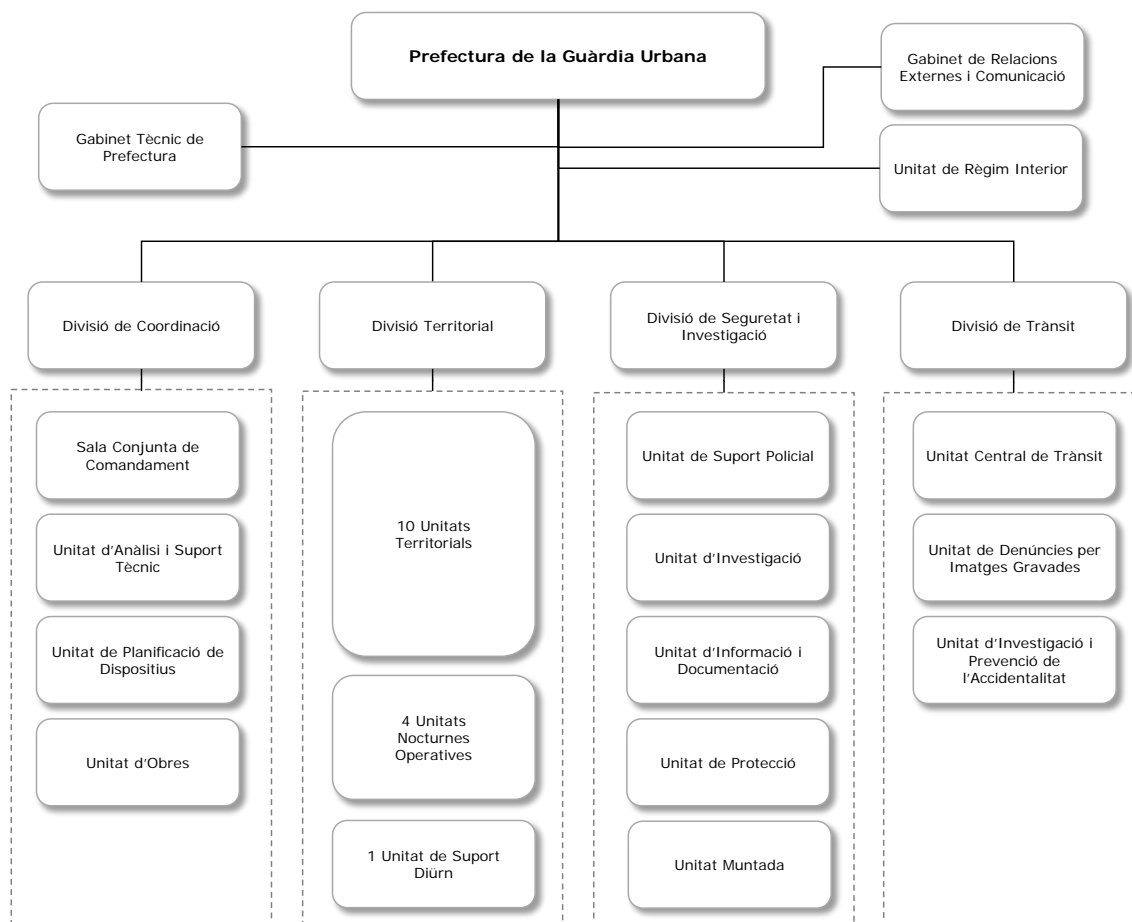 Prefectura de la Guàrdia Urbana
Gabinet de Relacions
Externes i Comunicació
Gabinet Tècnic de
Prefectura
Unitat de Règim Interior
Divisió de Coordinació
Divisió Territorial
Divisió de Seguretat i
Investigació
Divisió de Trànsit
Sala Conjunta de
Comandament
Unitat d'Anàlisi i Suport
Tècnic
Unitat de Planificació de
Dispositius
Unitat d'Obres
10 Unitats
Territorials
4 Unitats
Nocturnes
Operatives
1 Unitat de Suport
Diürn
Unitat de Suport Policial
Unitat d'Investigació
Unitat d'Informació i
Documentació
Unitat de Protecció
Unitat Muntada
Unitat Central de Trànsit
Unitat de Denúncies per
Imatges Gravades
Unitat d'Investigació i
Prevenció de
l'Accidentalitat